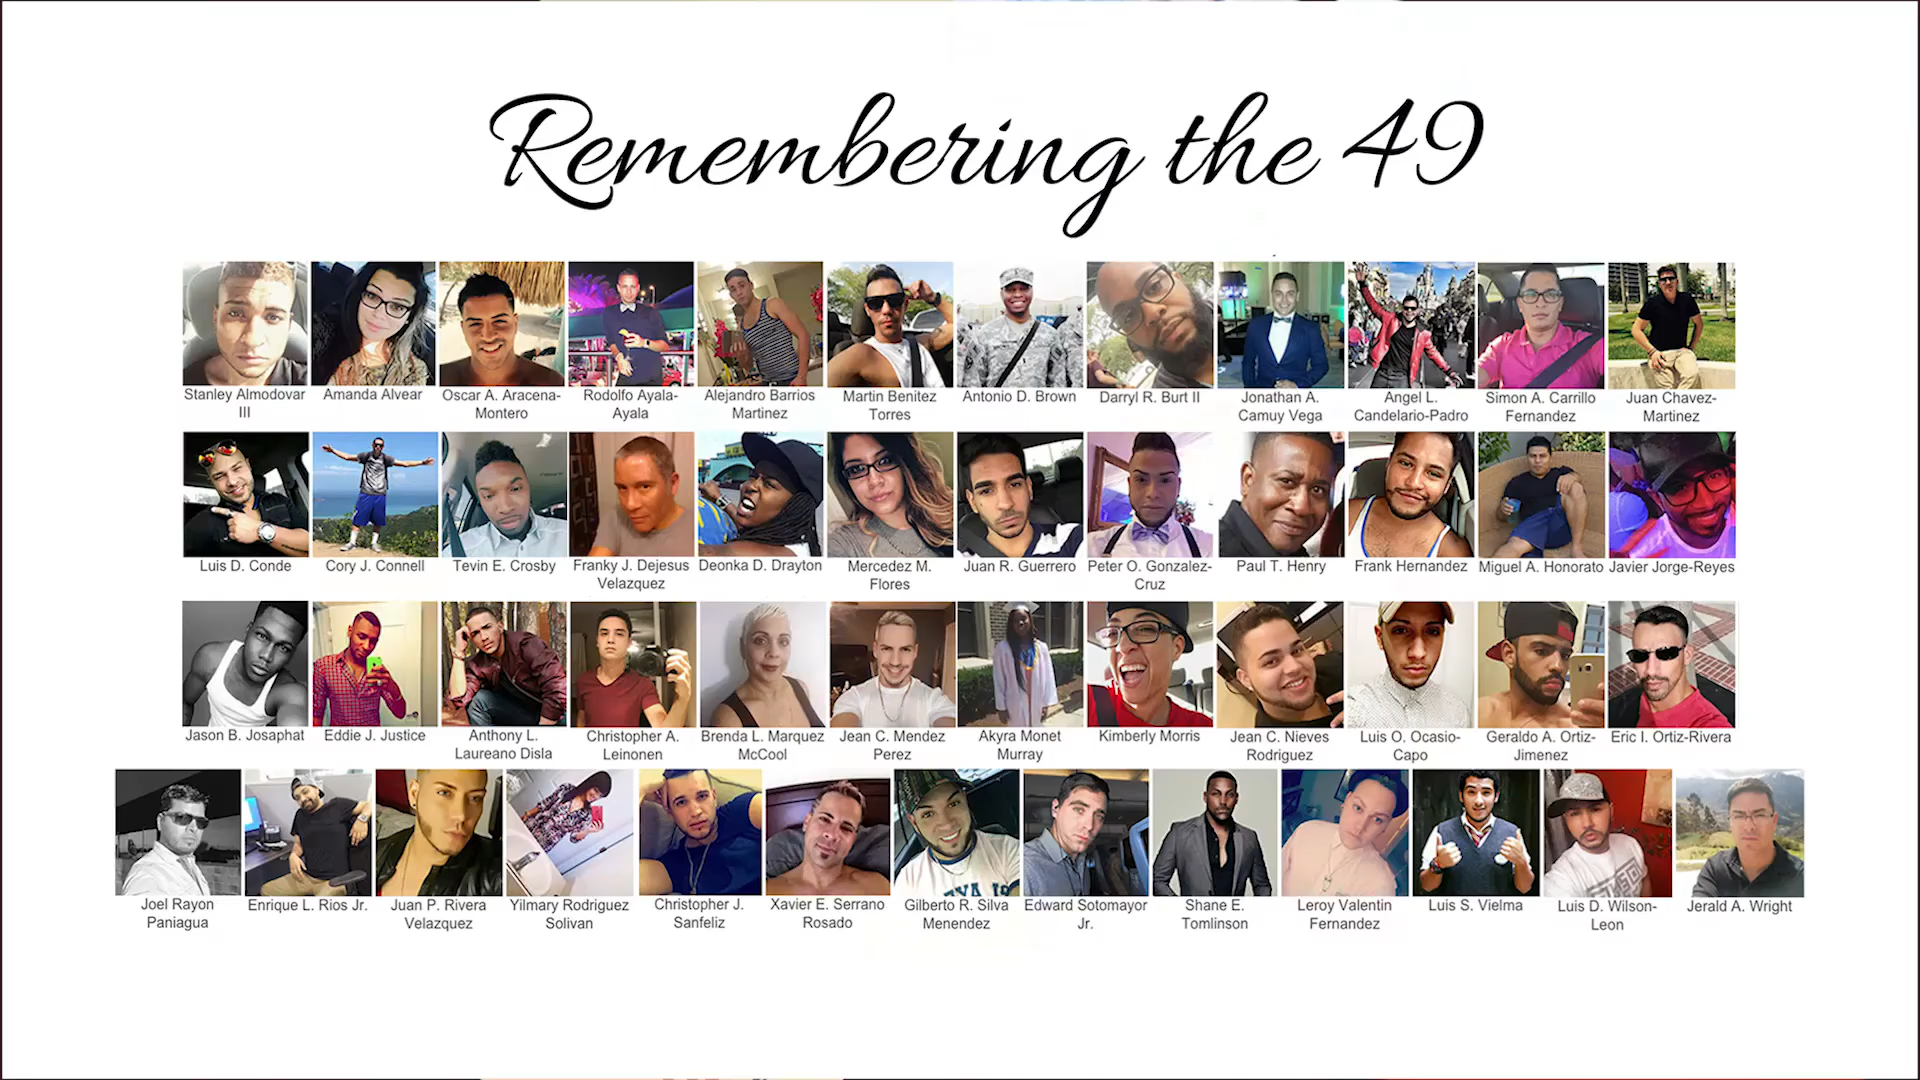 Remembering the 49
Stanley Almodovar III
Amanda Alvear
Oscar A. Aracena-Montero
Rodolfo Ayala-Ayala
Alejandro Barrios Martinez
Martin Benitez Torres
Antonio D. Brown
Darryl R. Burt II
Jonathan A. Camuy Vega
Angel L. Candelario-Padro
Simon A. Carrillo Fernandez
Juan Chavez-Martinez
Luis D. Conde
Cory J. Connell
Tevin E. Crosby
Franky J. Dejesus Velazquez
Deonka D. Drayton
Mercedez M. Flores
Juan R. Guerrero
Peter O. Gonzalez-Cruz
Paul T. Henry
Frank Hernandez
Miguel A. Honorato
Javier Jorge-Reyes
Jason B. Josaphat
Eddie J. Justice
Anthony L. Laureano Disla
Christopher A. Leinonen
Brenda L. Marquez McCool
Jean C. Mendez Perez
Akyra Monet Murray
Kimberly Morris
Jean C. Nieves Rodriguez
Luis O. Ocasio-Capo
Geraldo A. Ortiz-Jimenez
Eric I. Ortiz-Rivera
Joel Rayon Paniagua
Enrique L. Rios Jr.
Juan P. Rivera Velazquez
Yilmary Rodriguez Solivan
Christopher J. Sanfeliz
Xavier E. Serrano Rosado
Gilberto R. Silva Menendez
Edward Sotomayor Jr.
Shane E. Tomlinson
Leroy Valentin Fernandez
Luis S. Vielma
Luis D. Wilson-Leon
Jerald A. Wright